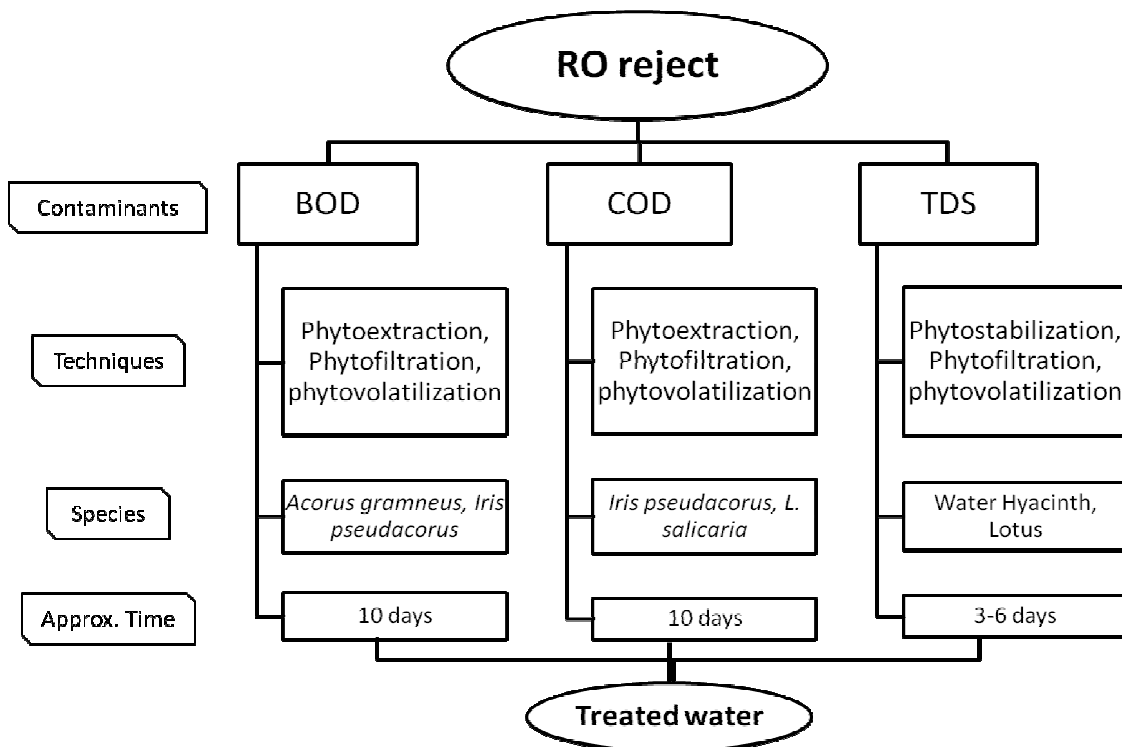 RO reject
Contaminants
BOD
COD
TDS
Techniques
Phytoextraction,
Phytofiltration,
phytovolatilization
Phytoextraction,
Phytofiltration,
phytovolatilization
Phytostabilization,
Phytofiltration,
phytovolatilization
Species
Acorus gramneus, Iris
pseudacorus
Iris pseudacorus, L.
salicaria
Water Hyacinth,
Lotus
Approx. Time
10 days
10 days
3-6 days
Treated water